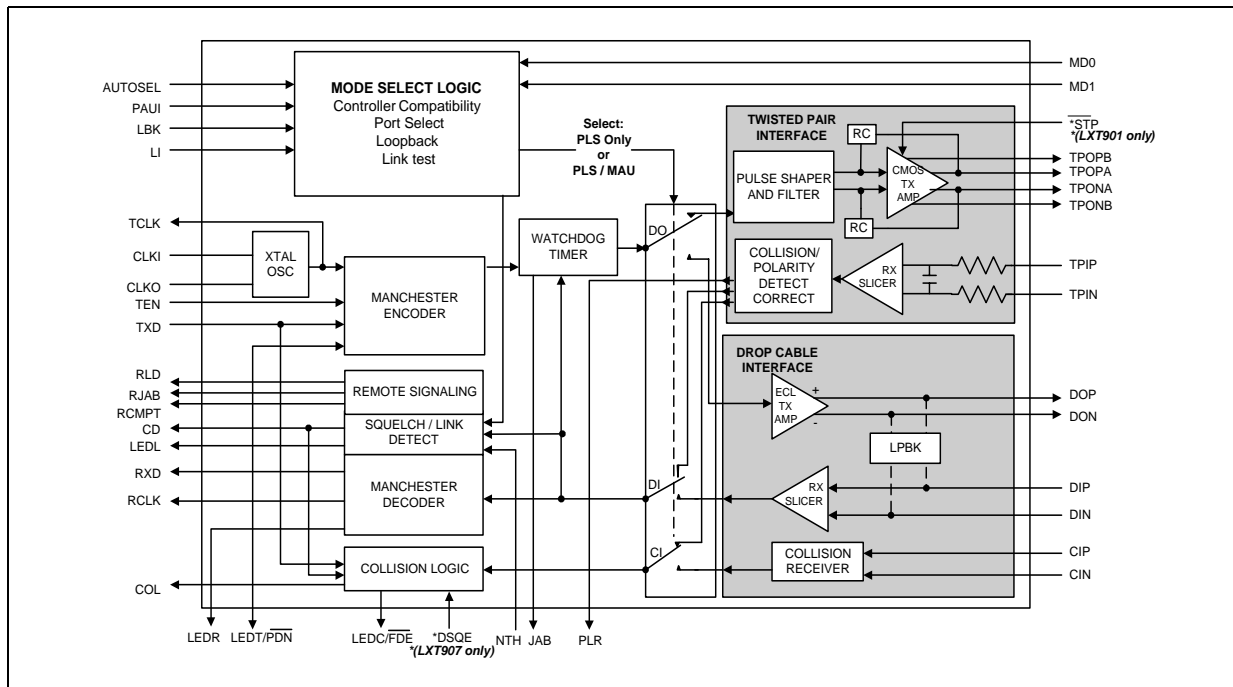 MODE SELECT LOGIC
Controller Compatibility
Port Select
Loopback
Link test
AUTOSEL
PAUI
LBK
LI
MD0
MD1
Select:
PLS Only
or
PLS / MAU
TWISTED PAIR
INTERFACE
*STP
*(LXT901 only)
RC
PULSE SHAPER
AND FILTER
CMOS
TX
AMP
RC
TPOPB
TPOPA
TPONA
TPONB
TCLK
CLKI
CLKO
TEN
TXD
XTAL
OSC
MANCHESTER
ENCODER
WATCHDOG
TIMER
DO
COLLISION/
POLARITY
DETECT
CORRECT
RX
SLICER
TPIP
TPIN
RLD
RJAB
RCMPT
CD
LEDL
RXD
RCLK
REMOTE SIGNALING
SQUELCH / LINK
DETECT
MANCHESTER
DECODER
DI
DROP CABLE
INTERFACE
ECL
TX
AMP
+
-
DOP
DON
LPBK
RX
SLICER
DIP
DIN
COL
COLLISION LOGIC
CI
COLLISION
RECEIVER
CIP
CIN
LEDR
LEDT/PDN
LEDC/FDE
*DSQE
*(LXT907 only)
NTH
JAB
PLR